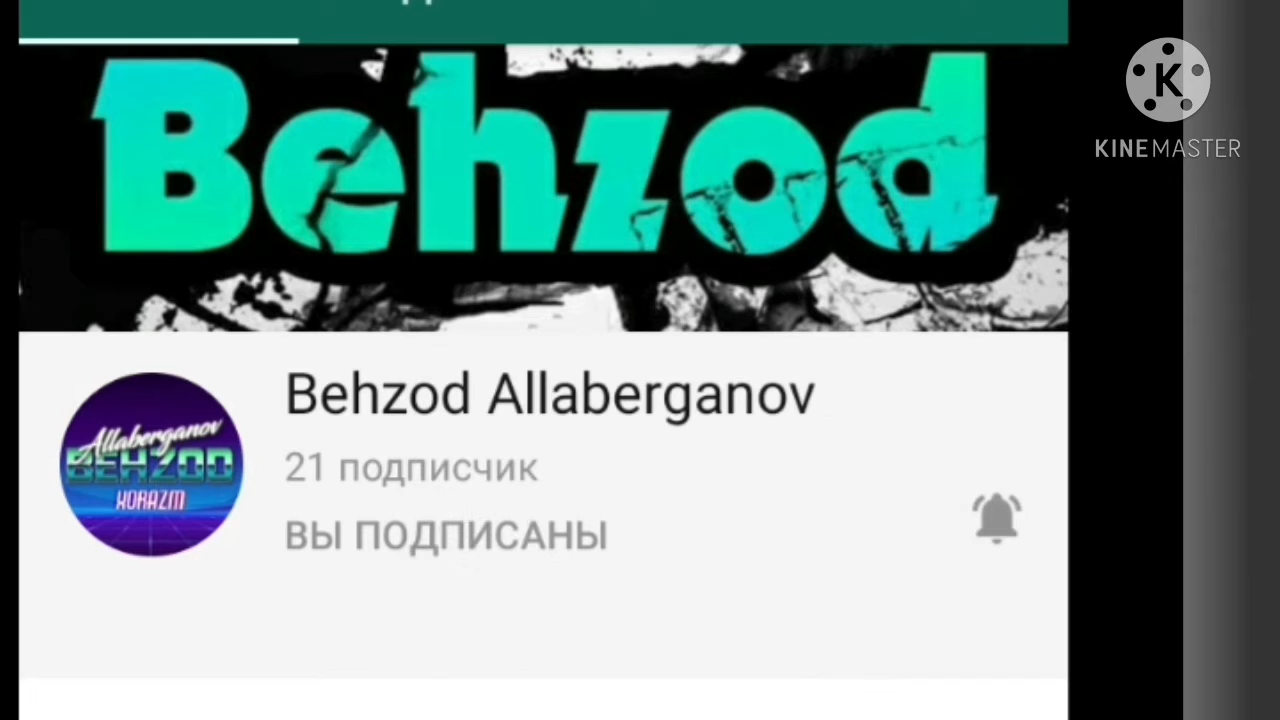 Behzod
K
KINEMASTER
Behzod Allaberganov
21 подписчик
ВЫ ПОДПИСАНЫ
Allaberganov
BEHZOD
XORAZM